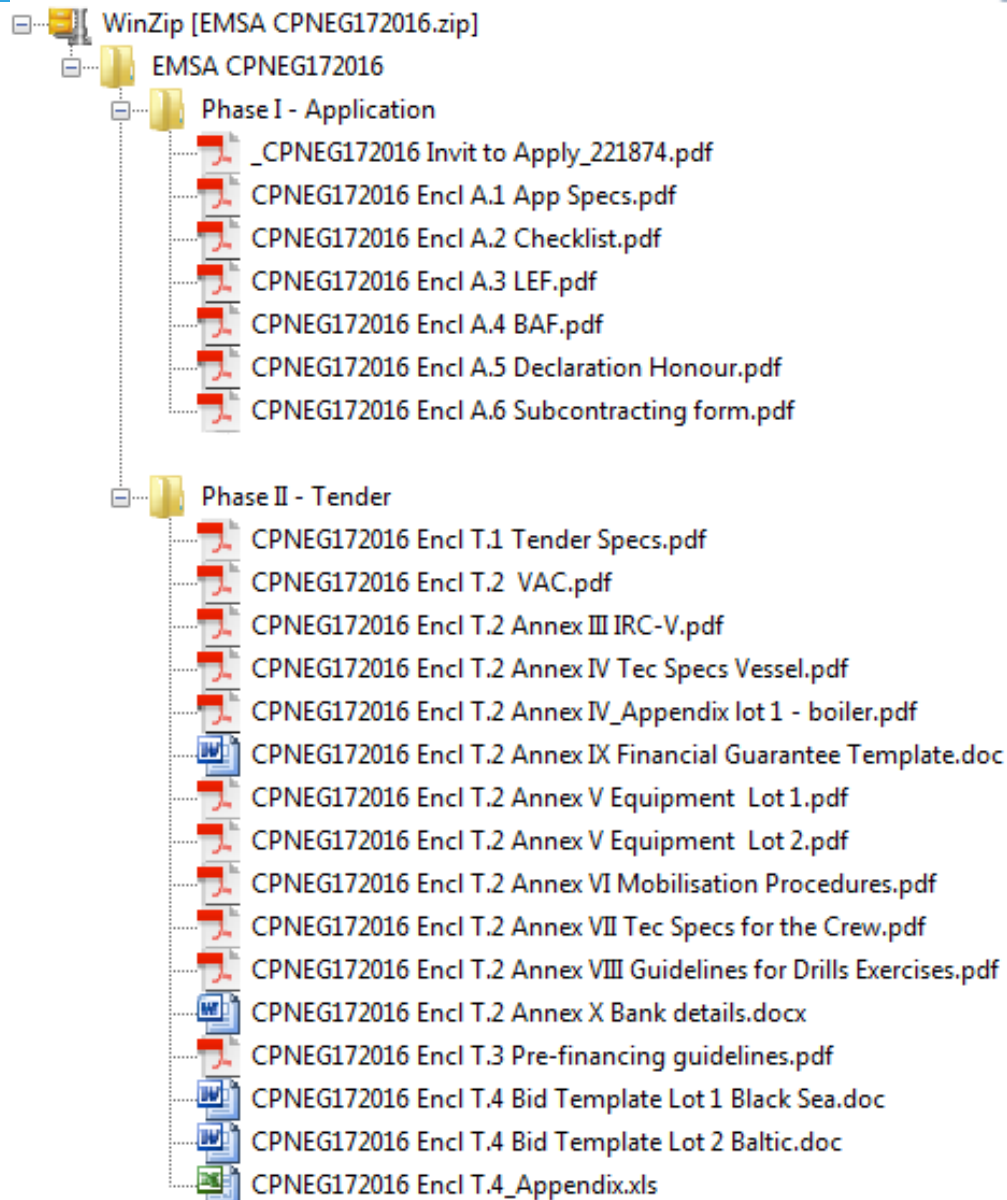 WinZip [EMSA CPNEG172016.zip]
EMSA CPNEG172016
Phase I - Application
_CPNEG172016 Invit to Apply_221874.pdf
CPNEG172016 Encl A.1 App Specs.pdf
CPNEG172016 Encl A.2 Checklist.pdf
CPNEG172016 Encl A.3 LEF.pdf
CPNEG172016 Encl A.4 BAF.pdf
CPNEG172016 Encl A.5 Declaration Honour.pdf
CPNEG172016 Encl A.6 Subcontracting form.pdf
Phase II - Tender
CPNEG172016 Encl T.1 Tender Specs.pdf
CPNEG172016 Encl T.2  VAC.pdf
CPNEG172016 Encl T.2 Annex III IRC-V.pdf
CPNEG172016 Encl T.2 Annex IV Tec Specs Vessel.pdf
CPNEG172016 Encl T.2 Annex IV_Appendix lot 1 - boiler.pdf
CPNEG172016 Encl T.2 Annex IX Financial Guarantee Template.doc
CPNEG172016 Encl T.2 Annex V Equipment  Lot 1.pdf
CPNEG172016 Encl T.2 Annex V Equipment  Lot 2.pdf
CPNEG172016 Encl T.2 Annex VI Mobilisation Procedures.pdf
CPNEG172016 Encl T.2 Annex VII Tec Specs for the Crew.pdf
CPNEG172016 Encl T.2 Annex VIII Guidelines for Drills Exercises.pdf
CPNEG172016 Encl T.2 Annex X Bank details.docx
CPNEG172016 Encl T.3 Pre-financing guidelines.pdf
CPNEG172016 Encl T.4 Bid Template Lot 1 Black Sea.doc
CPNEG172016 Encl T.4 Bid Template Lot 2 Baltic.doc
CPNEG172016 Encl T.4_Appendix.xls